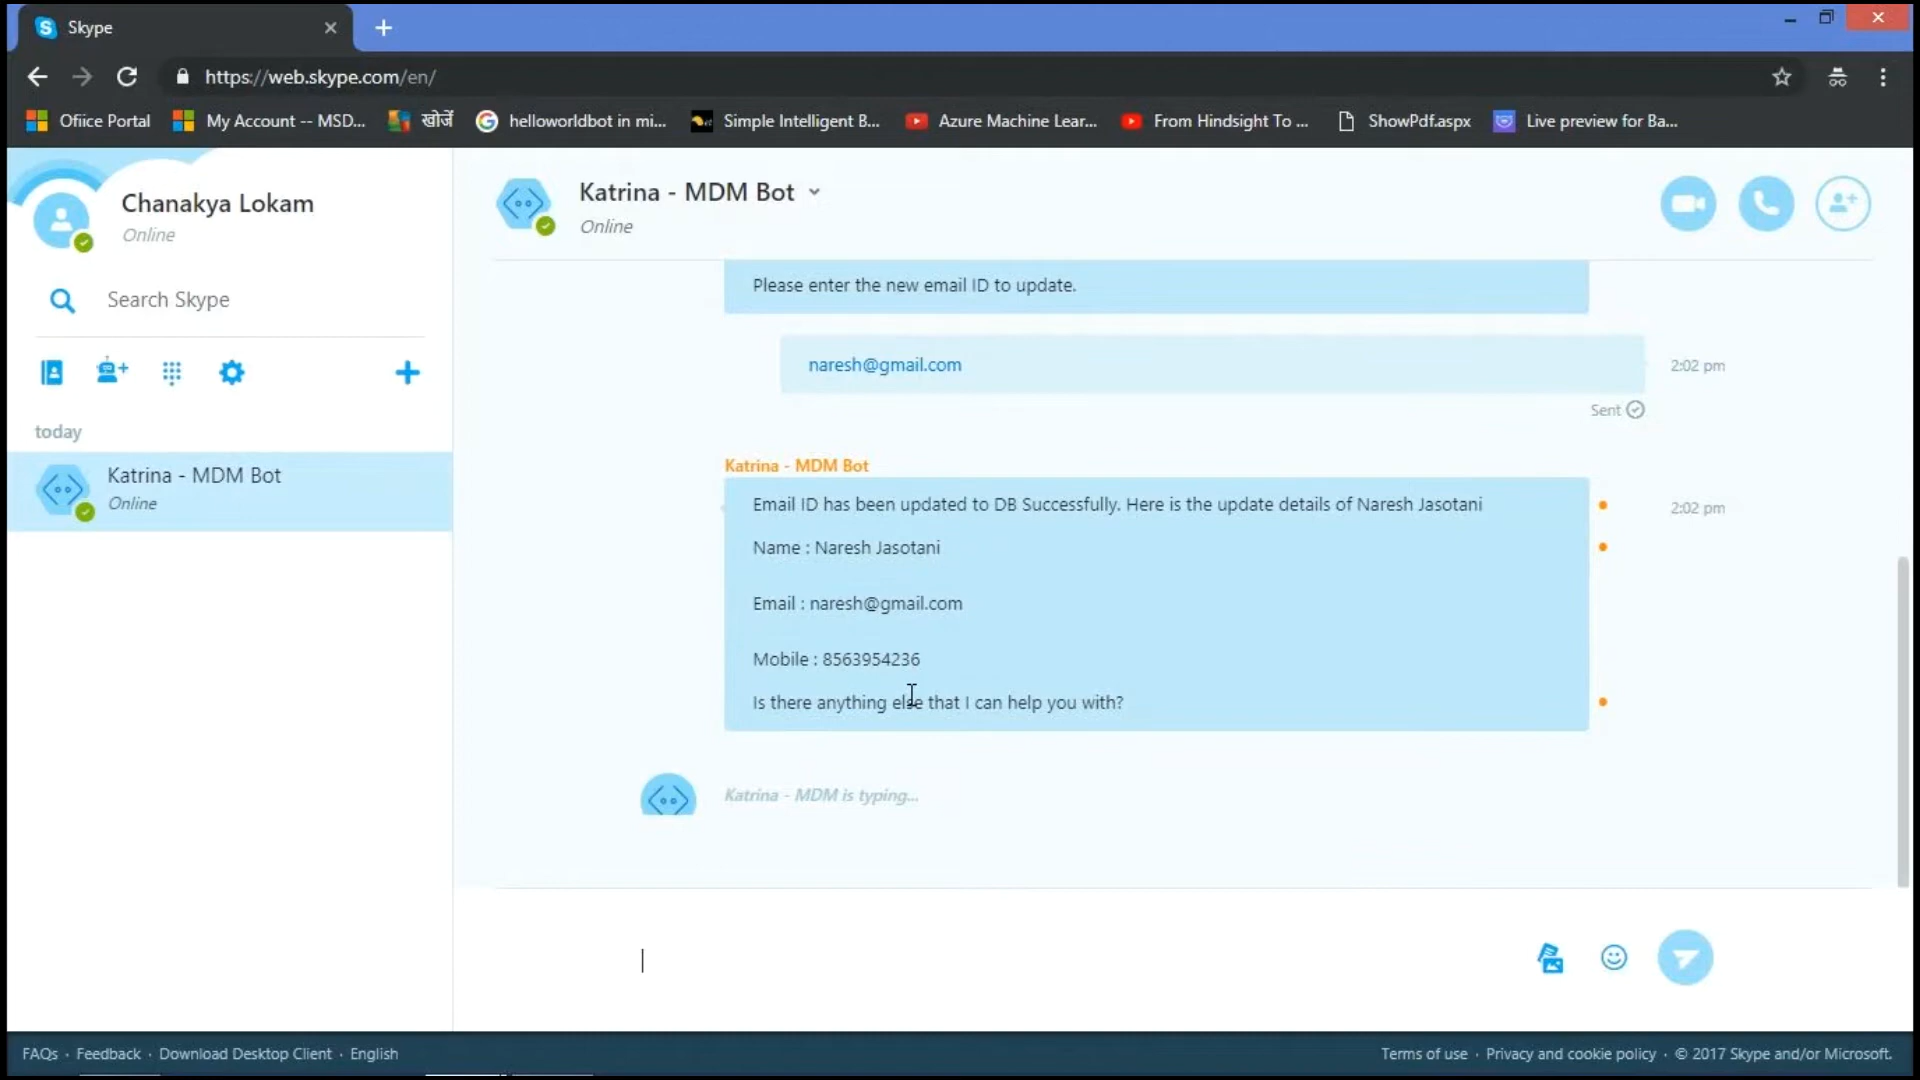 Skype
https://web.skype.com/en/
Ofiice Portal
My Account -- MSD...
खोजें
helloworldbot in mi...
Simple Intelligent B...
Azure Machine Lear...
From Hindsight To ...
ShowPdf.aspx
Live preview for Ba...
Chanakya Lokam
Online
Search Skype
today
Katrina - MDM Bot
Online
Katrina - MDM Bot
Online
Please enter the new email ID to update.
naresh@gmail.com
2:02 pm
Sent
Katrina - MDM Bot
Email ID has been updated to DB Successfully. Here is the update details of Naresh Jasotani
2:02 pm
Name : Naresh Jasotani
Email : naresh@gmail.com
Mobile : 8563954236
Is there anything else that I can help you with?
Katrina - MDM is typing...
FAQs · Feedback · Download Desktop Client · English
Terms of use · Privacy and cookie policy · © 2017 Skype and/or Microsoft.